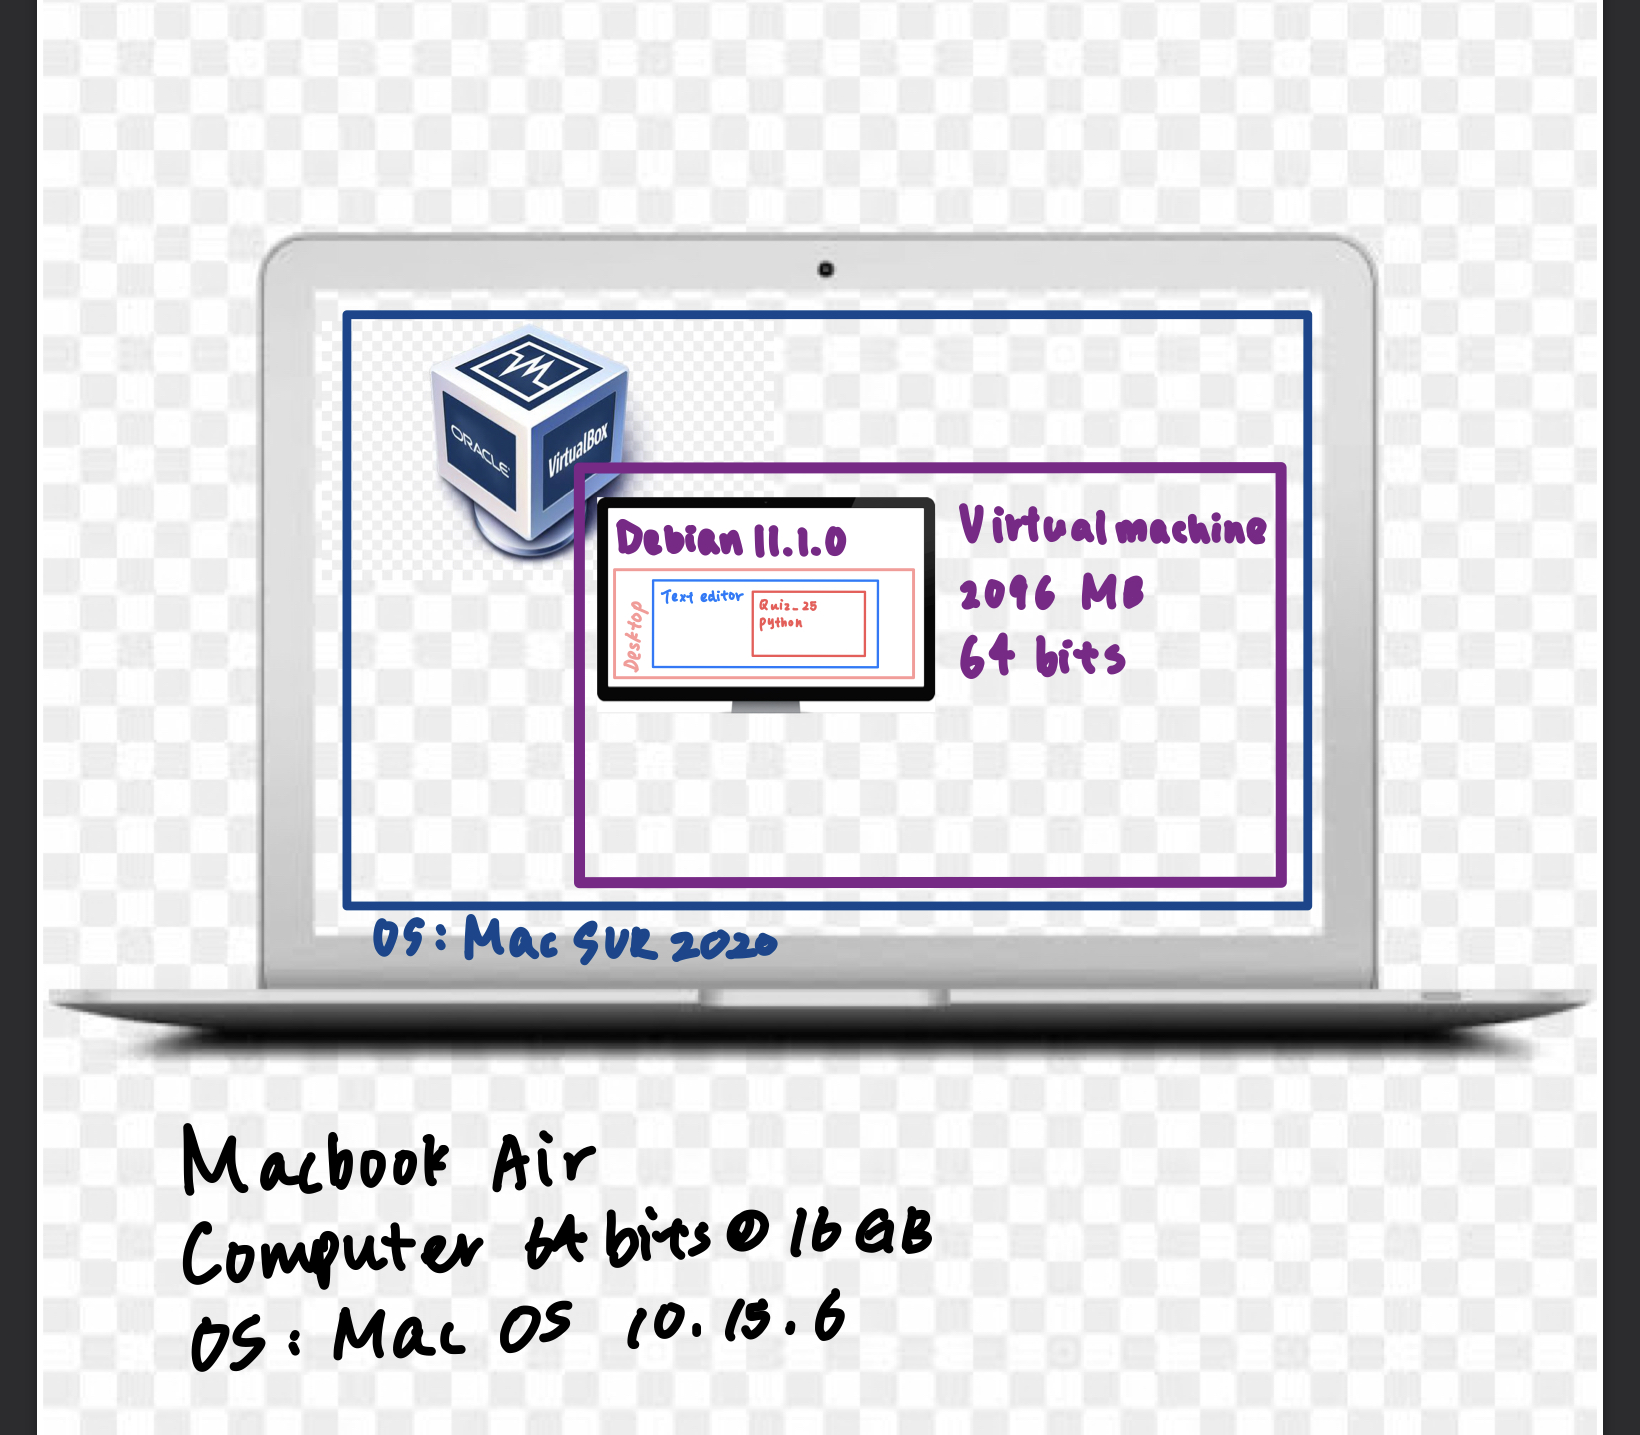 ORACLE
VirtualBox
Debian 11.1.0
Desktop
Text editor
Quiz_25
python
Virtual machine
2096 MB
64 bits
OS: Mac SUR 2020
Macbook Air
Computer 64 bits @ 16 GB
OS: Mac OS 10.15.6